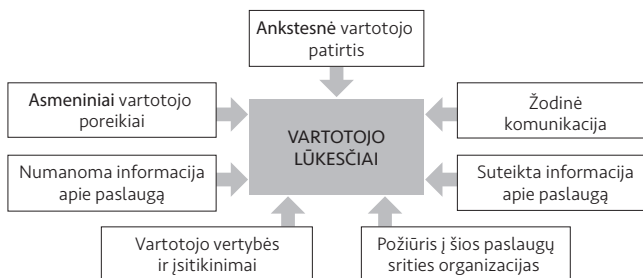 Ankstesnė vartotojo
patirtis
Asmeniniai vartotojo
poreikiai
Žodinė
komunikacija
VARTOTOJO
LŪKESČIAI
Numanoma informacija
apie paslaugą
Suteikta informacija
apie paslaugą
Vartotojo vertybės
ir įsitikinimai
Požiūris į šios paslaugų
srities organizacijas